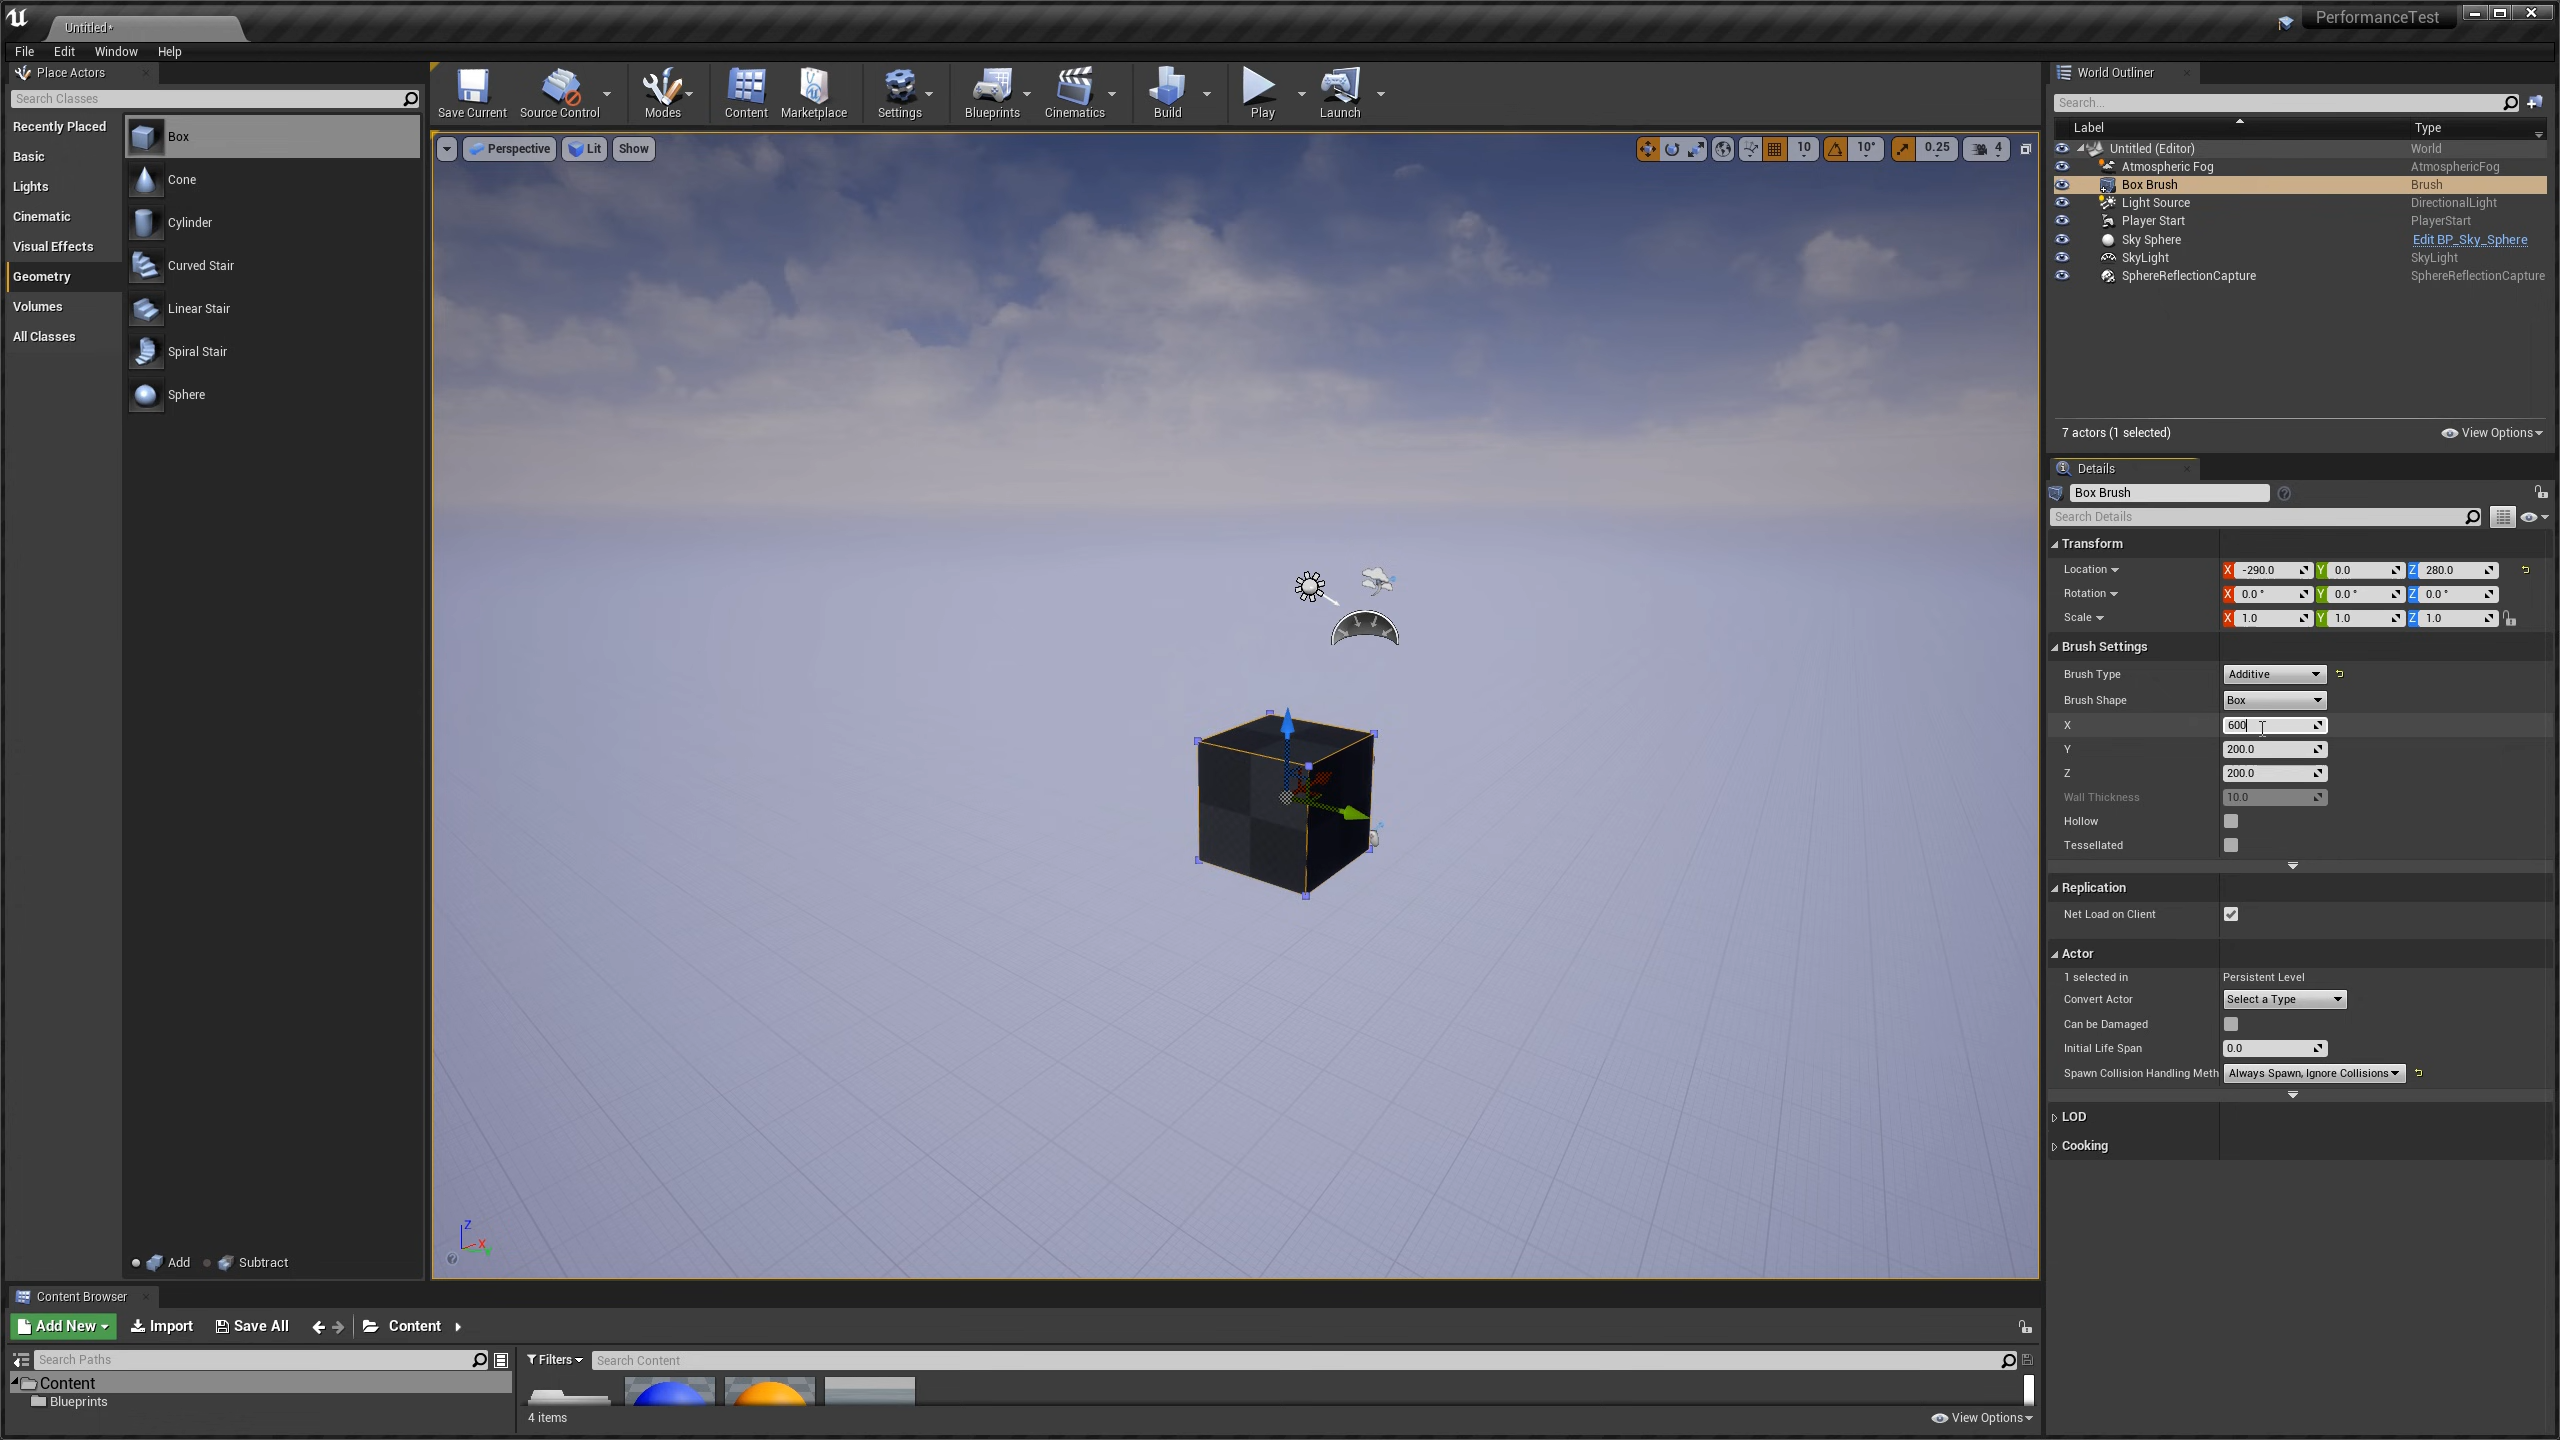 Untitled*
PerformanceTest
File Edit Window Help
Place Actors
Search Classes
Recently Placed
Basic
Lights
Cinematic
Visual Effects
Geometry
Volumes
All Classes
Box
Cone
Cylinder
Curved Stair
Linear Stair
Spiral Stair
Sphere
Add Subtract
Save Current Source Control Modes Content Marketplace Settings Blueprints Cinematics Build Play Launch
Perspective Lit Show
10 10° 0.25 4
Z
X
Y
World Outliner
Search...
Label Type
Untitled (Editor) World
Atmospheric Fog AtmosphericFog
Box Brush Brush
Light Source DirectionalLight
Player Start PlayerStart
Sky Sphere Edit BP_Sky_Sphere
SkyLight SkyLight
SphereReflectionCapture SphereReflectionCapture
7 actors (1 selected) View Options
Details
Box Brush
Search Details
Transform
Location X -290.0 Y 0.0 Z 280.0
Rotation X 0.0 ° Y 0.0 ° Z 0.0 °
Scale X 1.0 Y 1.0 Z 1.0
Brush Settings
Brush Type Additive
Brush Shape Box
X 600
Y 200.0
Z 200.0
Wall Thickness 10.0
Hollow
Tessellated
Replication
Net Load on Client
Actor
1 selected in Persistent Level
Convert Actor Select a Type
Can be Damaged
Initial Life Span 0.0
Spawn Collision Handling Meth Always Spawn, Ignore Collisions
LOD
Cooking
Content Browser
Add New Import Save All Content
Search Paths
Content
Blueprints
Filters Search Content
4 items View Options